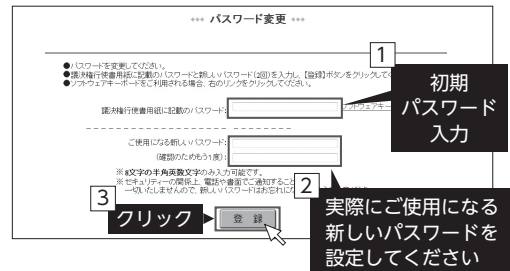 *** パスワード変更 ***
●パスワードを変更してください。
●議決権行使書用紙に記載のパスワードと新しいパスワード(2回)を入力し、【登録】ボタンをクリックして
●ソフトウェアキーボードをご利用される場合、右のリンクをクリックしてください。
1
初期
パスワード
入力
議決権行使書用紙に記載のパスワード:
ソフトウェアキー
ご使用になる新しいパスワード:
(確認のためもう1度):
※ 8文字の半角英数字のみ入力可能です。
※ セキュリティーの関係上、電話や書面でご通知すること
一切いたしませんので、新しいパスワードはお忘れに
2
実際にご使用になる
新しいパスワードを
設定してください
3
クリック
登 録